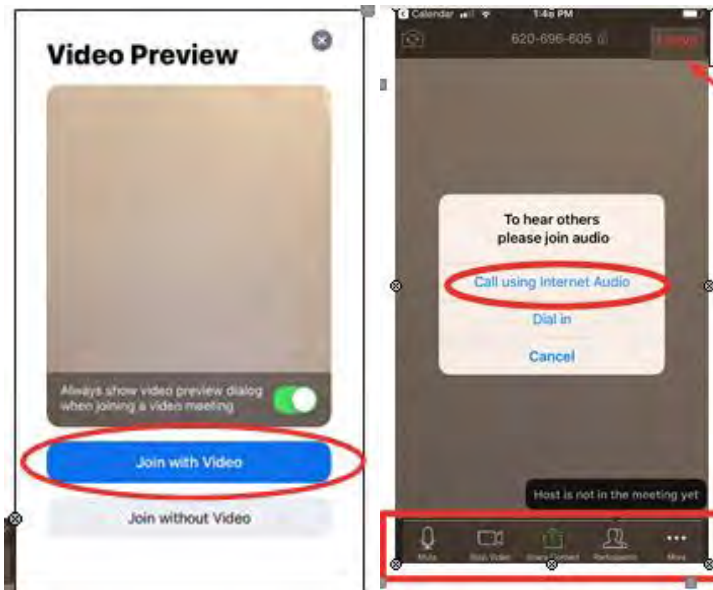 Video Preview
Always show video preview dialog
when joining a video meeting
Join with Video
Join without Video
Calendar 1:48 PM
620-696-605
Leave
To hear others
please join audio
Call using Internet Audio
Dial in
Cancel
Host is not in the meeting yet
Mute Stop Video Share Content Participants More